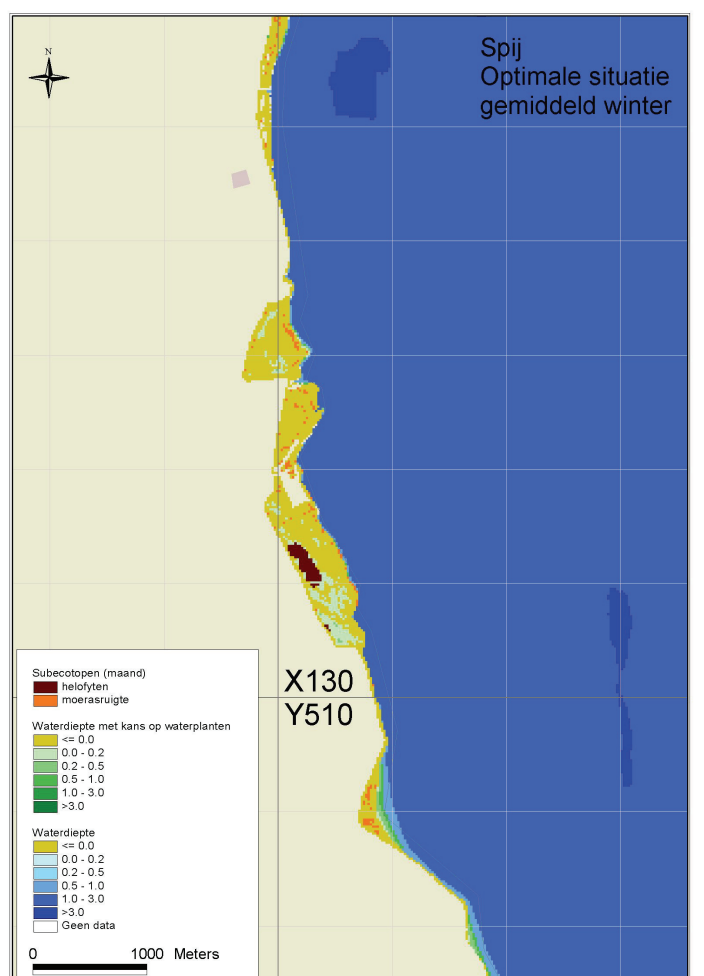 N
Spij
Optimale situatie
gemiddeld winter
X130
Y510
Subecotopen (maand)
helofyten
moerasruigte
Waterdiepte met kans op waterplanten
<= 0.0
0.0 - 0.2
0.2 - 0.5
0.5 - 1.0
1.0 - 3.0
>3.0
Waterdiepte
<= 0.0
0.0 - 0.2
0.2 - 0.5
0.5 - 1.0
1.0 - 3.0
>3.0
Geen data
0 1000 Meters